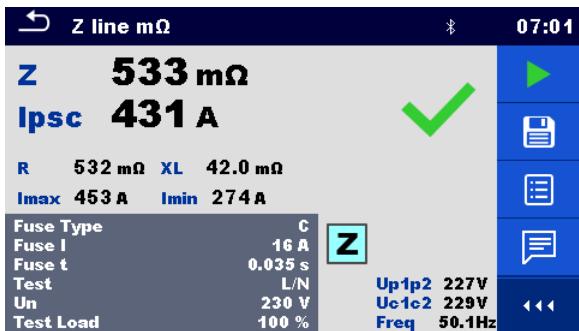 Z line mΩ 07:01
Z 533 mΩ
Ipsc 431 A
R 532 mΩ XL 42.0 mΩ
Imax 453 A Imin 274 A
Fuse Type C
Fuse I 16 A
Fuse t 0.035 s
Test L/N
Un 230 V
Test Load 100 %
Z
Up1p2 227V
Uc1c2 229V
Freq 50.1Hz